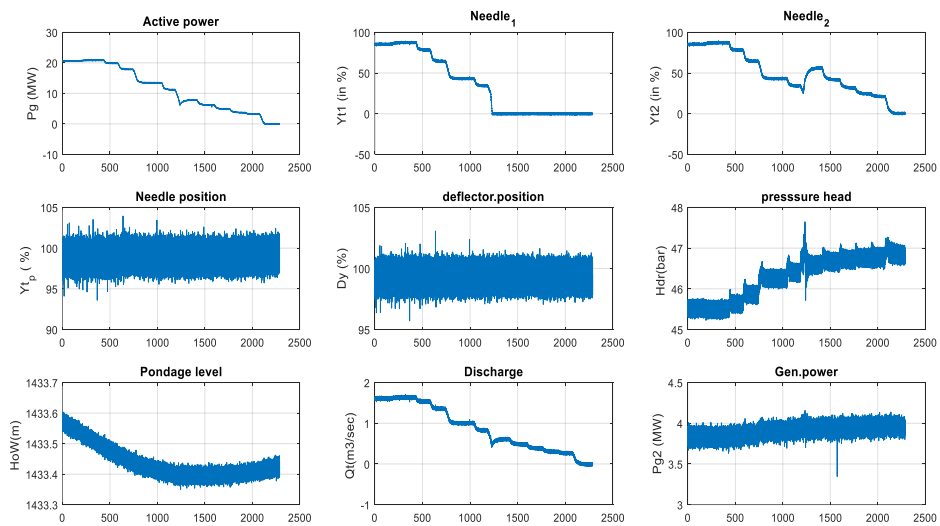 Active power
Pg (MW)
30
20
10
0
-10
0 500 1000 1500 2000 2500
Needle1
Yt1 (in %)
100
50
0
-50
0 500 1000 1500 2000 2500
Needle2
Yt2 (in %)
100
50
0
-50
0 500 1000 1500 2000 2500
Needle position
Ytp ( %)
105
100
95
90
0 500 1000 1500 2000 2500
deflector.position
Dy (%)
105
100
95
0 500 1000 1500 2000 2500
presssure head
Hdr(bar)
48
47
46
45
0 500 1000 1500 2000 2500
Pondage level
HoW(m)
1433.7
1433.6
1433.5
1433.4
1433.3
0 500 1000 1500 2000 2500
Discharge
Qt(m3/sec)
2
1
0
-1
0 500 1000 1500 2000 2500
Gen.power
Pg2 (MW)
4.5
4
3.5
3
0 500 1000 1500 2000 2500